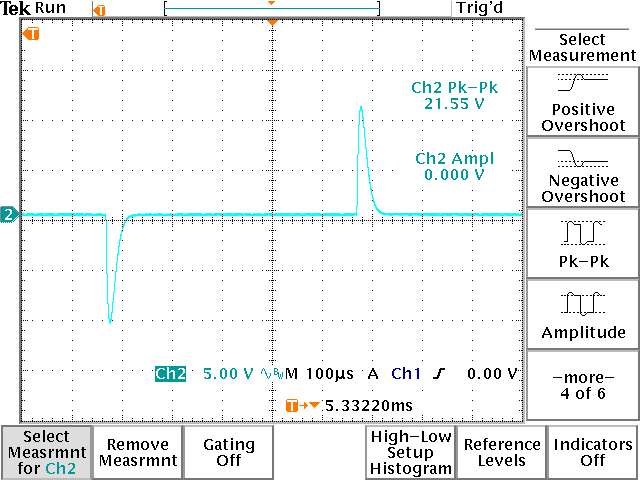 Tek Run Trig'd
T
T
Select
Measurement
Ch2 Pk-Pk
21.55 V
Positive
Overshoot
Ch2 Ampl
0.000 V
Negative
Overshoot
2
Pk-Pk
Amplitude
Ch2 5.00 V BW M 100µs A Ch1 0.00 V
T 5.33220ms
-more-
4 of 6
Select
Measrmnt
for Ch2
Remove
Measrmnt
Gating
Off
High-Low
Setup
Histogram
Reference
Levels
Indicators
Off